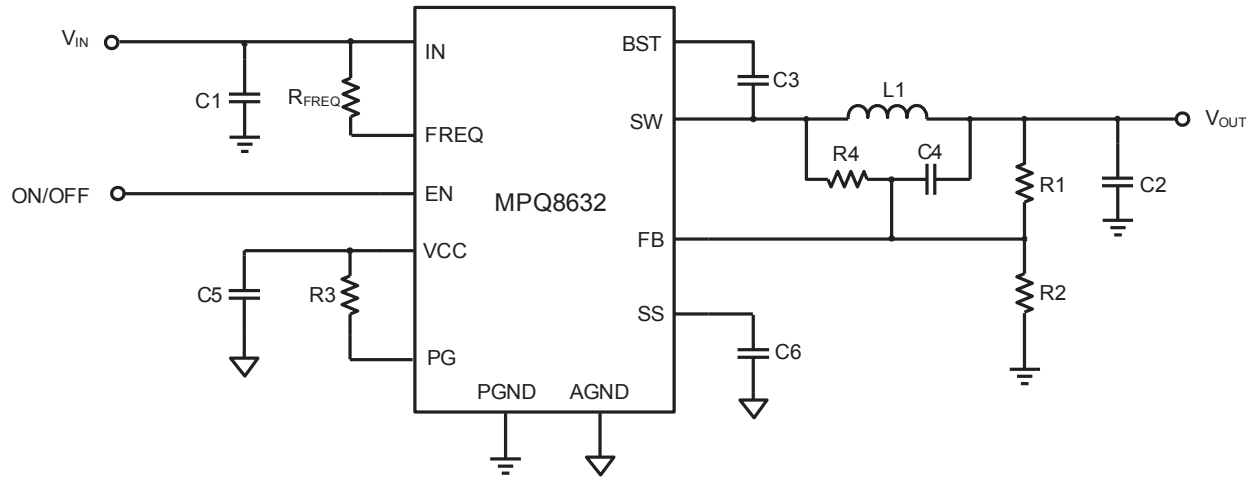 VIN
IN
BST
C1
RFREQ
C3
L1
FREQ
SW
VOUT
ON/OFF
EN
MPQ8632
R4
C4
R1
C2
VCC
FB
C5
R3
R2
SS
PG
C6
PGND
AGND